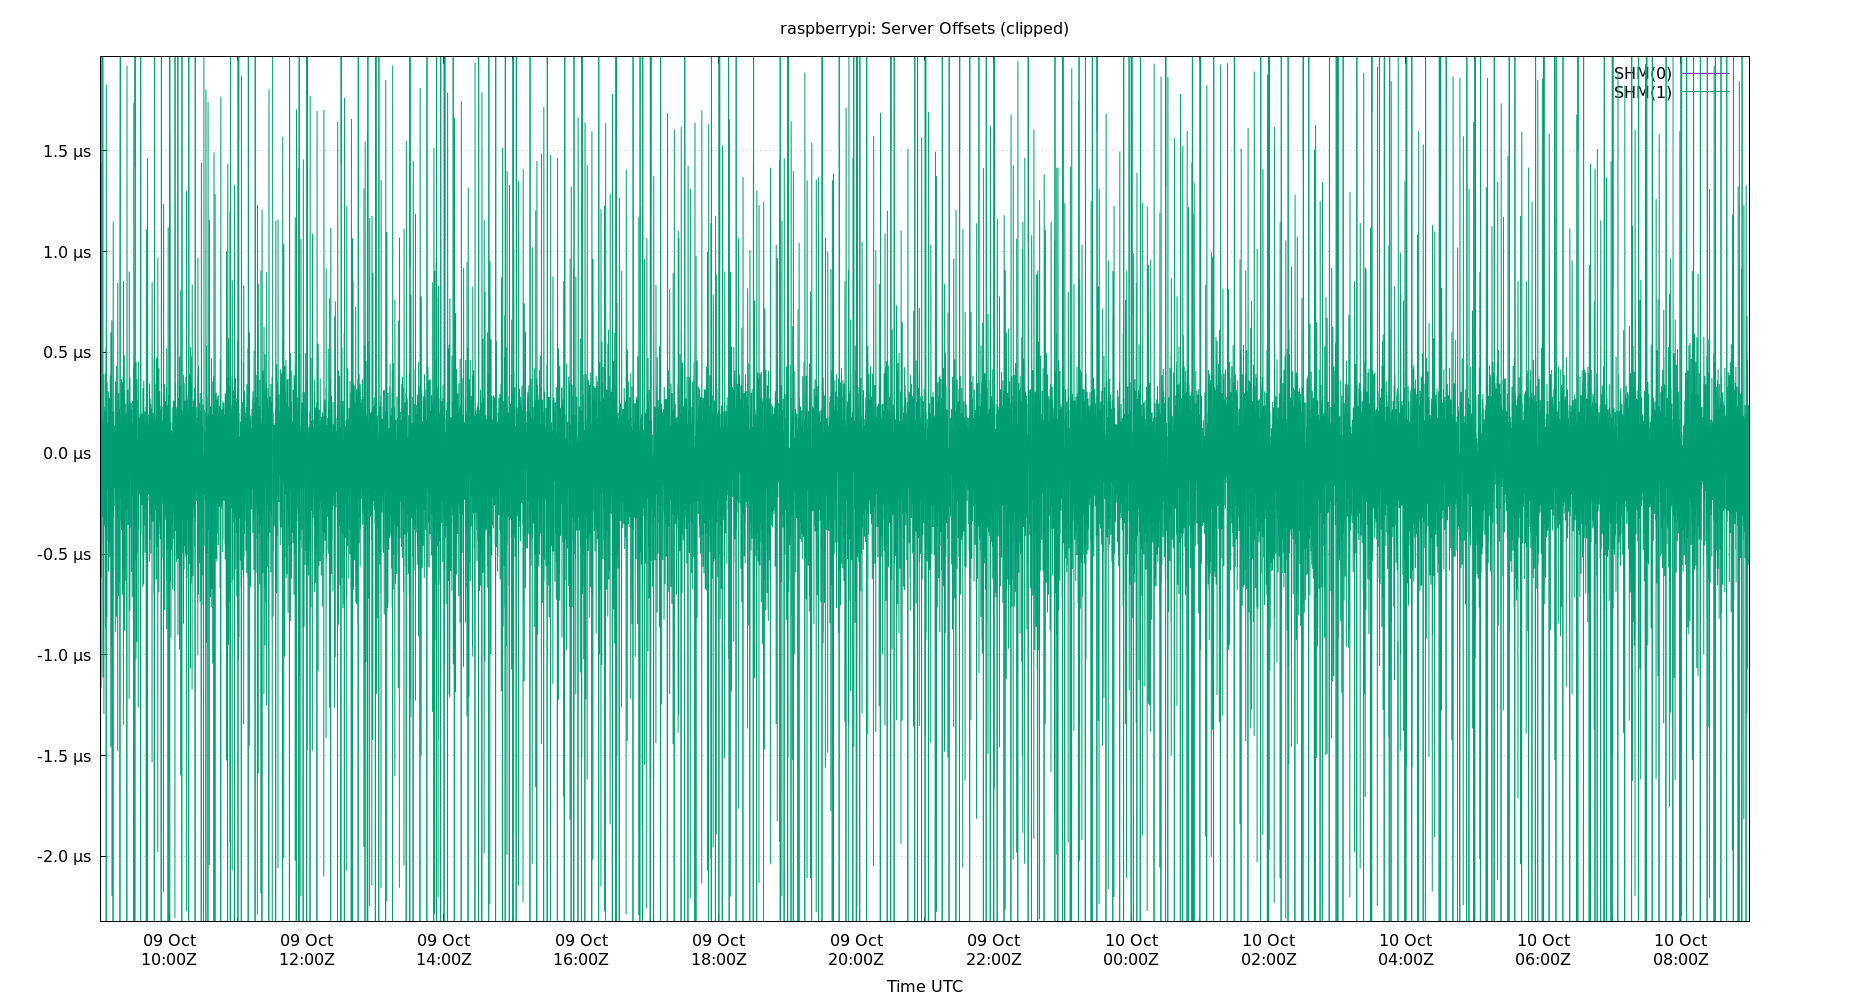 raspberrypi: Server Offsets (clipped)
SHM(0)
SHM(1)
1.5 µs
1.0 µs
0.5 µs
0.0 µs
-0.5 µs
-1.0 µs
-1.5 µs
-2.0 µs
09 Oct 09 Oct 09 Oct 09 Oct 09 Oct 09 Oct 09 Oct 10 Oct 10 Oct 10 Oct 10 Oct 10 Oct
10:00Z 12:00Z 14:00Z 16:00Z 18:00Z 20:00Z 22:00Z 00:00Z 02:00Z 04:00Z 06:00Z 08:00Z
Time UTC